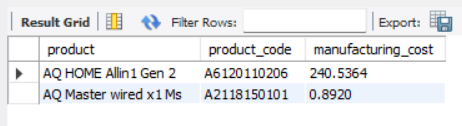 Result Grid Filter Rows: Export:
product product_code manufacturing_cost
AQ HOME Allin1 Gen 2 A6120110206 240.5364
AQ Master wired x1 Ms A2118150101 0.8920